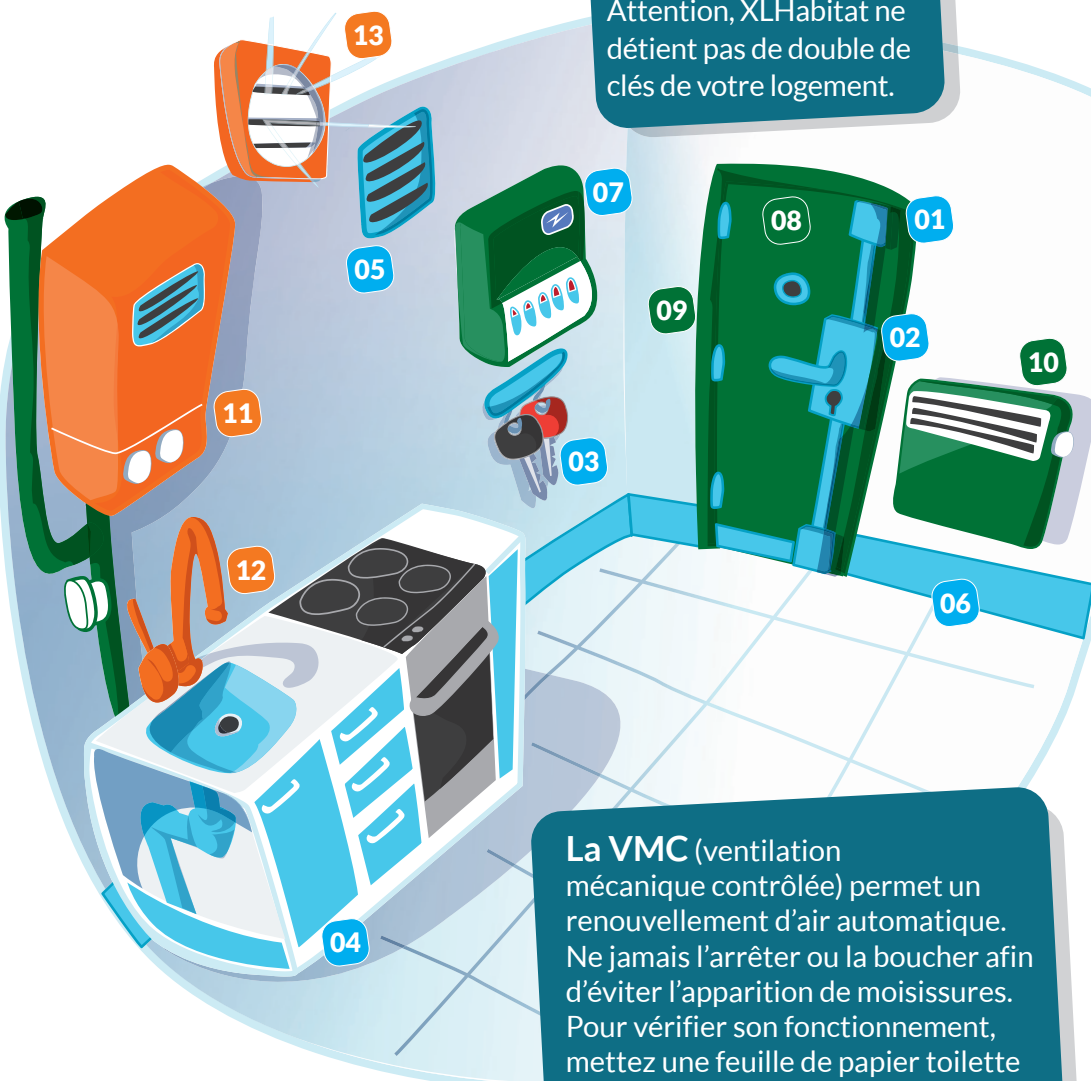 Attention, XLHabitat ne
détient pas de double de
clés de votre logement.
13
07
08
01
05
09
02
10
11
03
12
06
04
La VMC (ventilation
mécanique contrôlée) permet un
renouvellement d'air automatique.
Ne jamais l'arrêter ou la boucher afin
d'éviter l'apparition de moisissures.
Pour vérifier son fonctionnement,
mettez une feuille de papier toilette